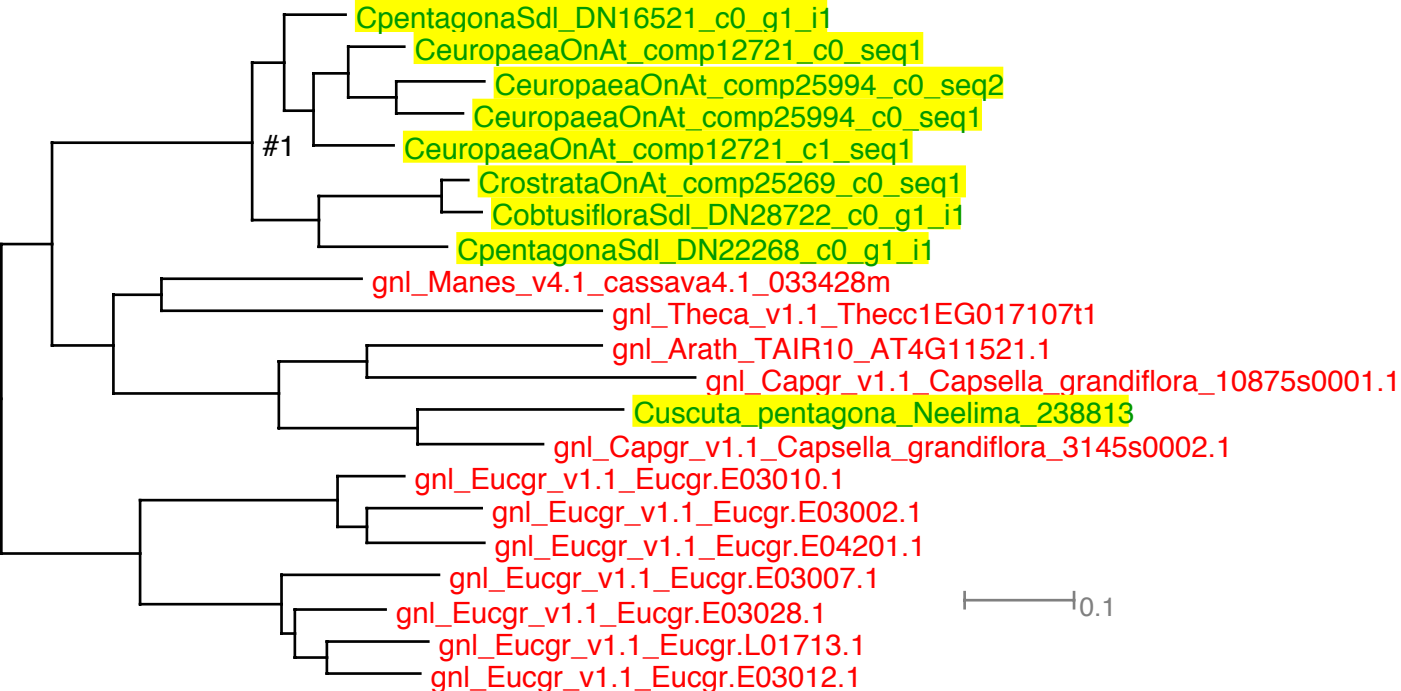 CpentagonaSdl_DN16521_c0_g1_i1
CeuropaeaOnAt_comp12721_c0_seq1
CeuropaeaOnAt_comp25994_c0_seq2
CeuropaeaOnAt_comp25994_c0_seq1
#1
CeuropaeaOnAt_comp12721_c1_seq1
CrostrataOnAt_comp25269_c0_seq1
CobtusifloraSdl_DN28722_c0_g1_i1
CpentagonaSdl_DN22268_c0_g1_i1
gnl_Manes_v4.1_cassava4.1_033428m
gnl_Theca_v1.1_Thecc1EG017107t1
gnl_Arath_TAIR10_AT4G11521.1
gnl_Capgr_v1.1_Capsella_grandiflora_10875s0001.1
Cuscuta_pentagona_Neelima_238813
gnl_Capgr_v1.1_Capsella_grandiflora_3145s0002.1
gnl_Eucgr_v1.1_Eucgr.E03010.1
gnl_Eucgr_v1.1_Eucgr.E03002.1
gnl_Eucgr_v1.1_Eucgr.E04201.1
gnl_Eucgr_v1.1_Eucgr.E03007.1
0.1
gnl_Eucgr_v1.1_Eucgr.E03028.1
gnl_Eucgr_v1.1_Eucgr.L01713.1
gnl_Eucgr_v1.1_Eucgr.E03012.1